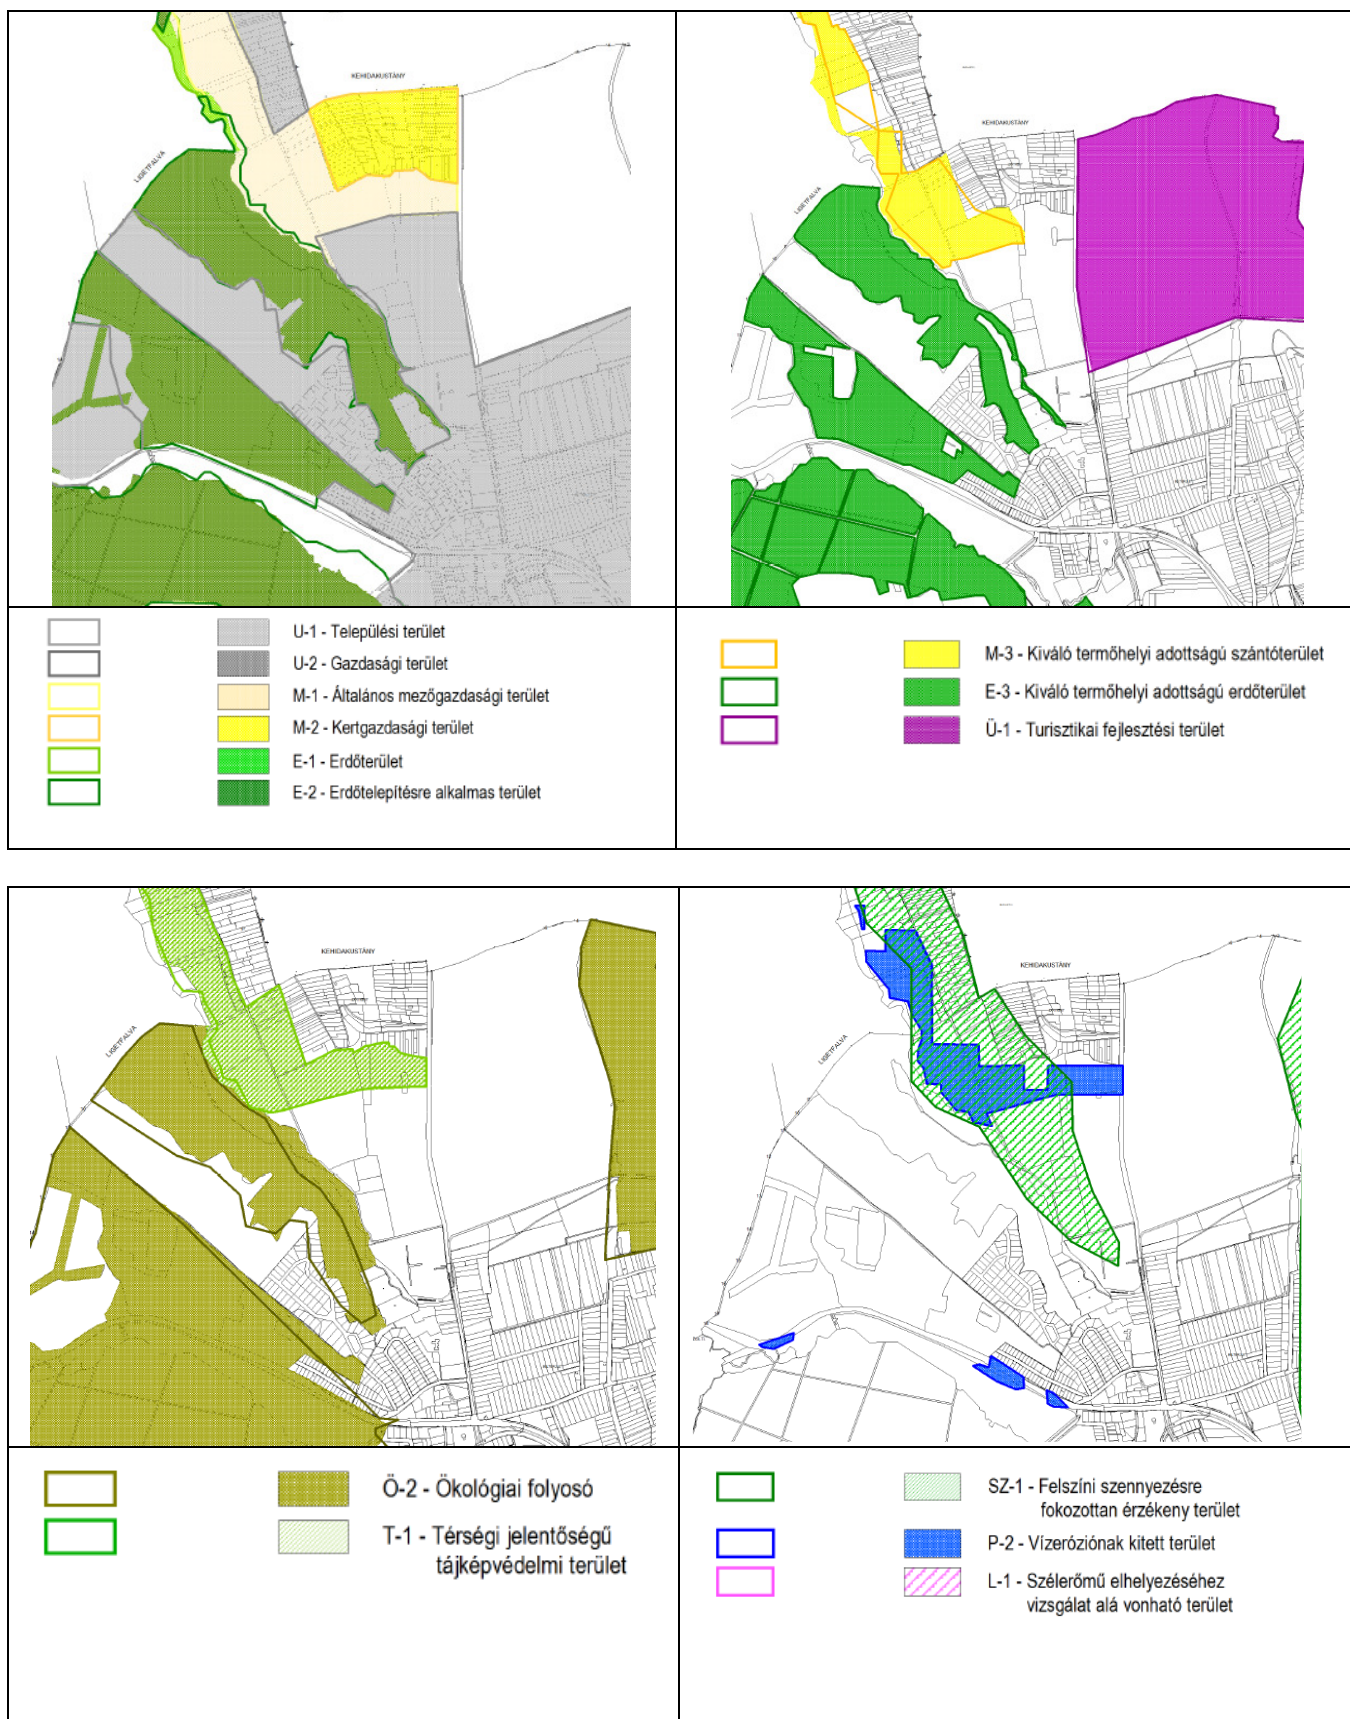 KEHIDAKUSTÁNY
LIGETFALVA
U-1 - Települési terület
U-2 - Gazdasági terület
M-1 - Általános mezőgazdasági terület
M-2 - Kertgazdasági terület
E-1 - Erdőterület
E-2 - Erdőtelepítésre alkalmas terület
KEHIDAKUSTÁNY
LIGETFALVA
M-3 - Kiváló termőhelyi adottságú szántóterület
E-3 - Kiváló termőhelyi adottságú erdőterület
Ü-1 - Turisztikai fejlesztési terület
KEHIDAKUSTÁNY
LIGETFALVA
Ö-2 - Ökológiai folyosó
T-1 - Térségi jelentőségű
tájképvédelmi terület
KEHIDAKUSTÁNY
LIGETFALVA
SZ-1 - Felszíni szennyezésre
fokozottan érzékeny terület
P-2 - Vízeróziónak kitett terület
L-1 - Szélerőmű elhelyezéséhez
vizsgálat alá vonható terület